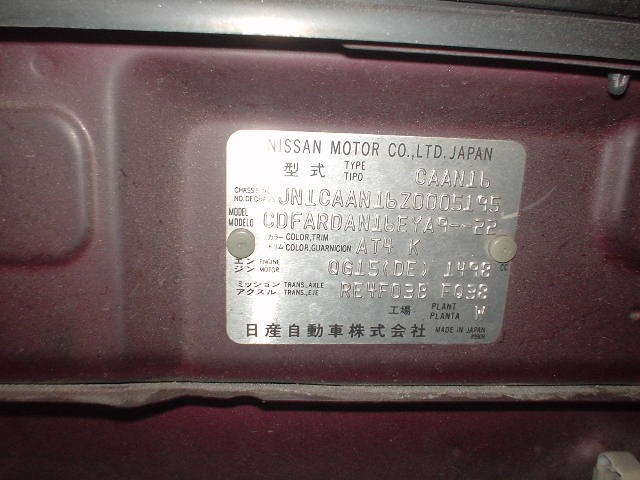 NISSAN MOTOR CO.,LTD. JAPAN
型式 TYPE TIPO CAAN16
CHASSIS NO. NO. DE CHASIS JN1CAAN16Z0005195
MODEL MODELO CDFARDAN16EYA9--22
カラー COLOR,TRIM トリム COLOR,GUARNICION AT4 K
エンジン ENGINE MOTOR QG15(DE) 1498 CC
ミッション TRANS.,AXLE アクスル TRANS.,EJE RE4F03B FQ38
工場 PLANT PLANTA W
日産自動車株式会社 MADE IN JAPAN